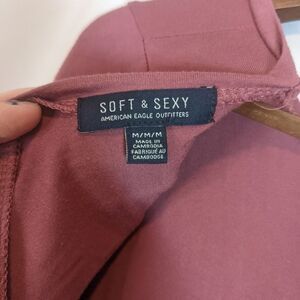 SOFT & SEXY
AMERICAN EAGLE OUTFITTERS
M/M/M
MADE IN
CAMBODIA
FABRIQUÉ AU
CAMBODGE